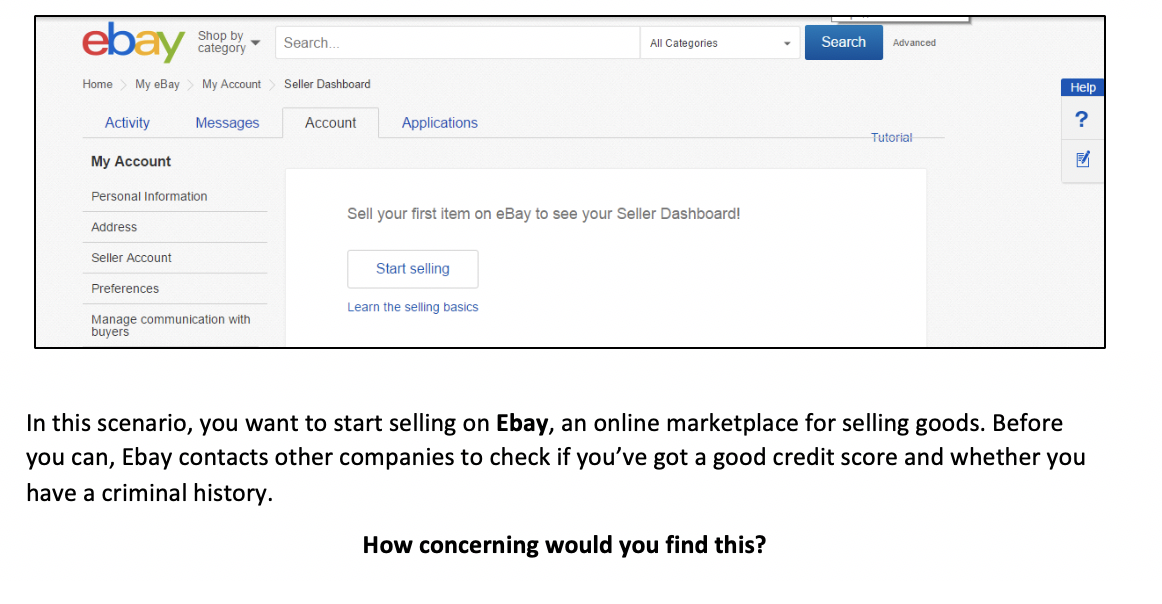 ebay
Shop by
category
Search...
All Categories
Search
Advanced
Home
My eBay
My Account
Seller Dashboard
Help
?
Activity
Messages
Account
Applications
Tutorial
My Account
Personal Information
Address
Seller Account
Preferences
Manage communication with
buyers
Sell your first item on eBay to see your Seller Dashboard!
Start selling
Learn the selling basics
In this scenario, you want to start selling on Ebay, an online marketplace for selling goods. Before
you can, Ebay contacts other companies to check if you’ve got a good credit score and whether you
have a criminal history.
How concerning would you find this?